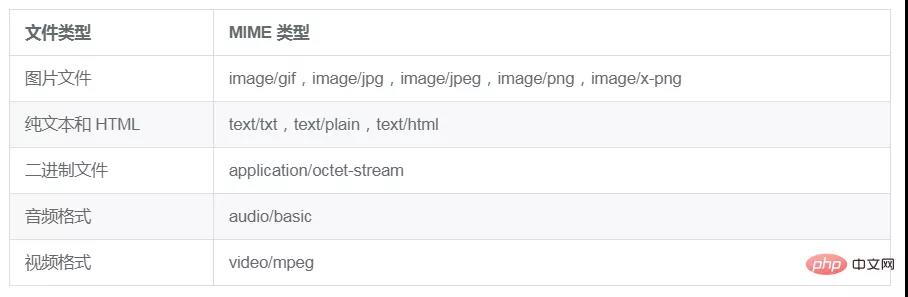 文件类型 MIME 类型
图片文件 image/gif，image/jpg，image/jpeg，image/png，image/x-png
纯文本和 HTML text/txt，text/plain，text/html
二进制文件 application/octet-stream
音频格式 audio/basic
视频格式 video/mpeg
php 中文网